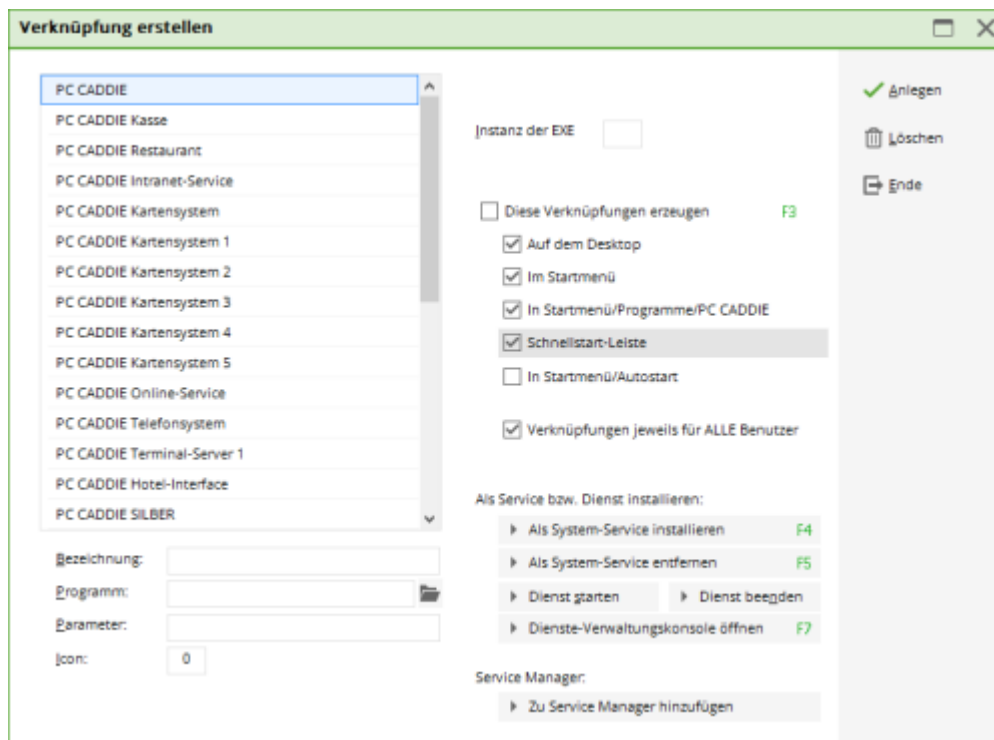 Verknüpfung erstellen
PC CADDIE
PC CADDIE Kasse
PC CADDIE Restaurant
PC CADDIE Intranet-Service
PC CADDIE Kartensystem
PC CADDIE Kartensystem 1
PC CADDIE Kartensystem 2
PC CADDIE Kartensystem 3
PC CADDIE Kartensystem 4
PC CADDIE Kartensystem 5
PC CADDIE Online-Service
PC CADDIE Telefonsystem
PC CADDIE Terminal-Server 1
PC CADDIE Hotel-Interface
PC CADDIE SILBER
Bezeichnung:
Programm:
Parameter:
Icon: 0
Instanz der EXE
Diese Verknüpfungen erzeugen F3
Auf dem Desktop
Im Startmenü
In Startmenü/Programme/PC CADDIE
Schnellstart-Leiste
In Startmenü/Autostart
Verknüpfungen jeweils für ALLE Benutzer
Als Service bzw. Dienst installieren:
Als System-Service installieren F4
Als System-Service entfernen F5
Dienst starten Dienst beenden
Dienste-Verwaltungskonsole öffnen F7
Service Manager:
Zu Service Manager hinzufügen
Anlegen
Löschen
Ende